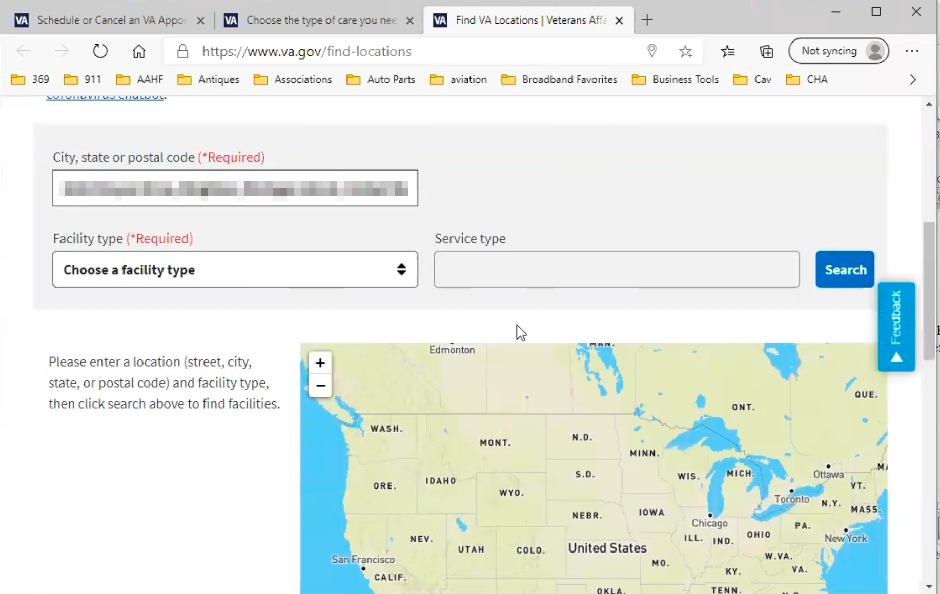 VA Schedule or Cancel an VA Appoi
VA Choose the type of care you nee
VA Find VA Locations | Veterans Affa
https://www.va.gov/find-locations
Not syncing
369 911 AAHF Antiques Associations Auto Parts aviation Broadband Favorites Business Tools Cav CHA
coronavirus chatbot.
City, state or postal code (*Required)
Facility type (*Required) Service type
Choose a facility type
Search
Feedback
Please enter a location (street, city,
state, or postal code) and facility type,
then click search above to find facilities.
+
−
Edmonton
MAN.
ONT.
QUE.
WASH.
MONT.
N.D.
MINN.
ORE.
IDAHO
WYO.
S.D.
WIS.
MICH.
Ottawa
MA
VT.
Toronto
N.Y.
MASS.
NEBR.
IOWA
Chicago
NEV.
UTAH
COLO.
United States
ILL.
IND.
OHIO
PA.
New York
San Francisco
CALIF.
MO.
KY.
W.VA.
VA.
OKLA.
TENN.